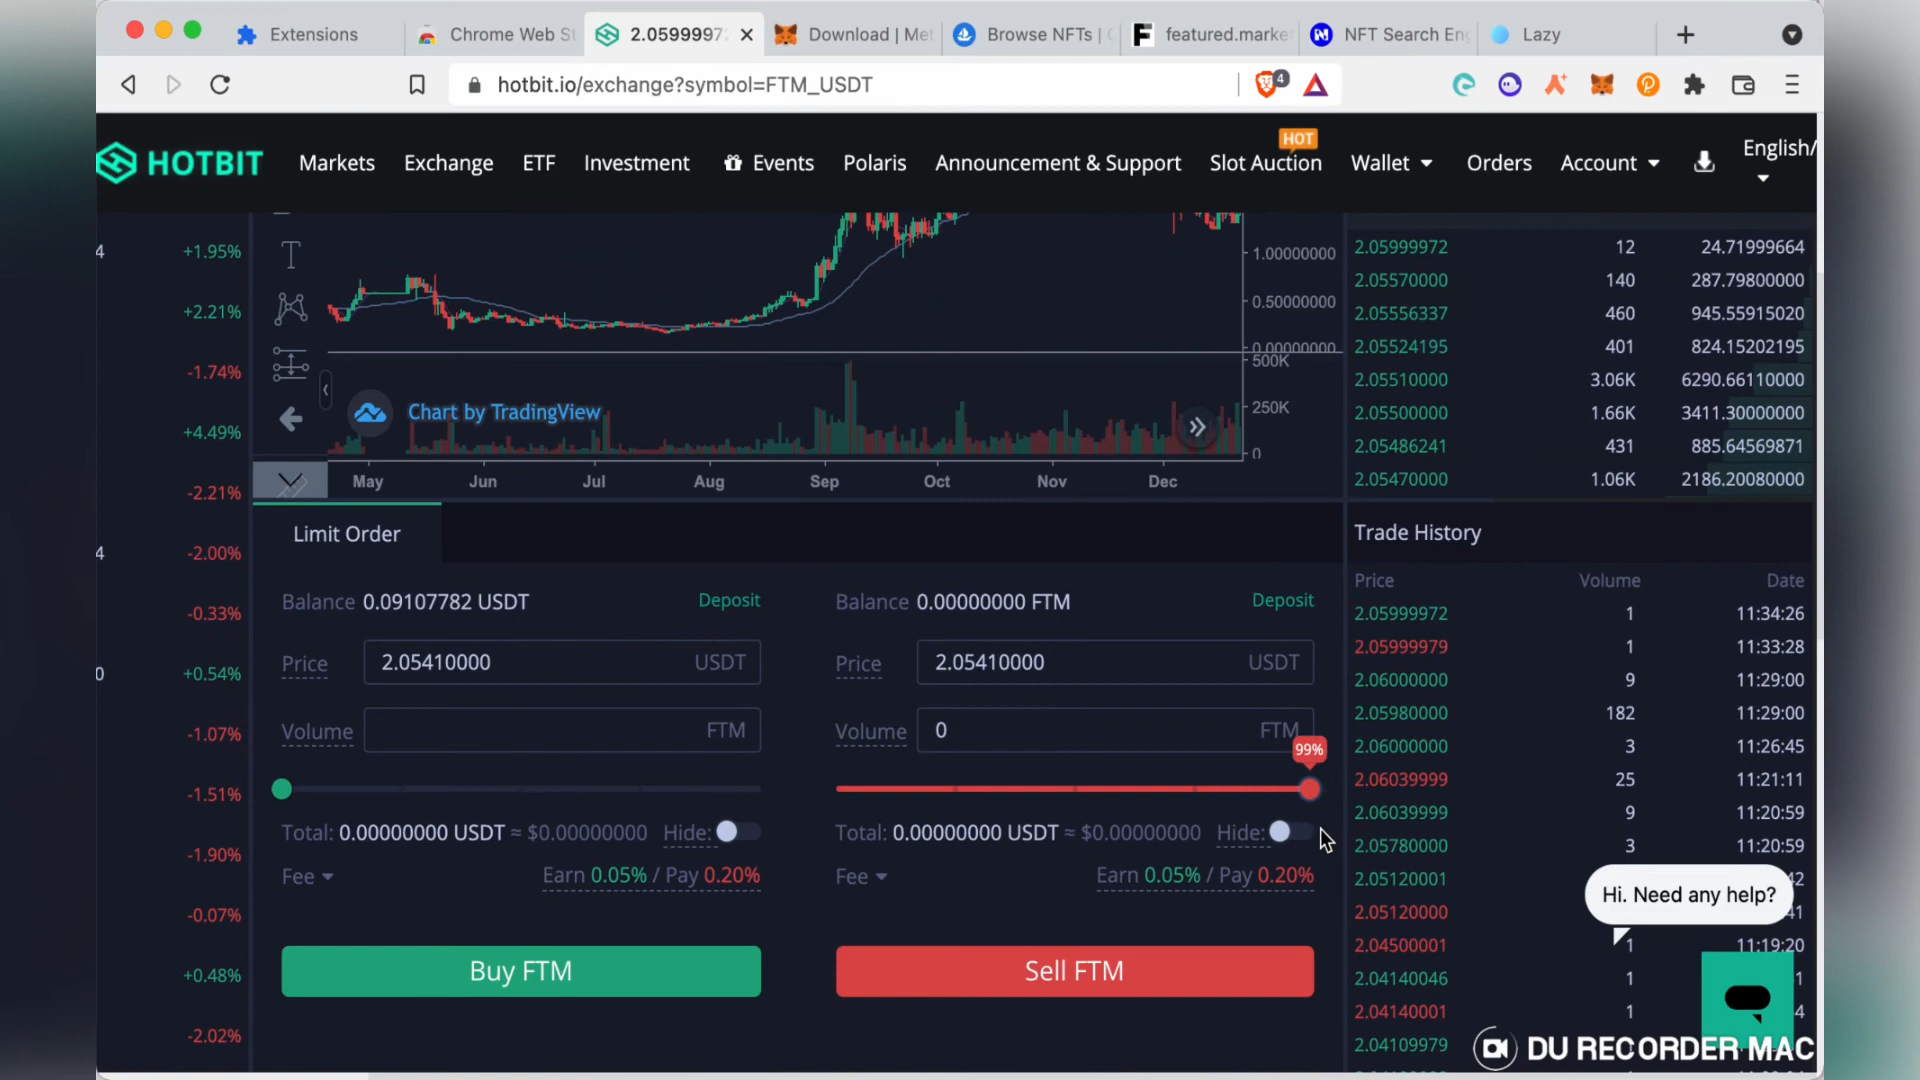 Extensions
Chrome Web S
2.0599997
Download | Met
Browse NFTs |
featured.marke
NFT Search Eng
Lazy
hotbit.io/exchange?symbol=FTM_USDT
4
HOTBIT
Markets
Exchange
ETF
Investment
Events
Polaris
Announcement & Support
HOT
Slot Auction
Wallet
Orders
Account
English/
4
+1.95%
+2.21%
-1.74%
+4.49%
-2.21%
4
-2.00%
-0.33%
0
+0.54%
-1.07%
-1.51%
-1.90%
-0.07%
+0.48%
-2.02%
T
1.00000000
0.50000000
0.00000000
500K
250K
0
Chart by TradingView
May Jun Jul Aug Sep Oct Nov Dec
2.05999972 12 24.71999664
2.05570000 140 287.79800000
2.05556337 460 945.55915020
2.05524195 401 824.15202195
2.05510000 3.06K 6290.66110000
2.05500000 1.66K 3411.30000000
2.05486241 431 885.64569871
2.05470000 1.06K 2186.20080000
Limit Order
Balance 0.09107782 USDT Deposit
Price 2.05410000 USDT
Volume FTM
Total: 0.00000000 USDT ≈ $0.00000000 Hide:
Fee Earn 0.05% / Pay 0.20%
Buy FTM
Balance 0.00000000 FTM Deposit
Price 2.05410000 USDT
Volume 0 FTM
99%
Total: 0.00000000 USDT ≈ $0.00000000 Hide:
Fee Earn 0.05% / Pay 0.20%
Sell FTM
Trade History
Price Volume Date
2.05999972 1 11:34:26
2.05999979 1 11:33:28
2.06000000 9 11:29:00
2.05980000 182 11:29:00
2.06000000 3 11:26:45
2.06039999 25 11:21:11
2.06039999 9 11:20:59
2.05780000 3 11:20:59
2.05120001 42
2.05120000 41
2.04500001 1 11:19:20
2.04140046 1
2.04140001 1 4
2.04109979
Hi. Need any help?
DU RECORDER MAC